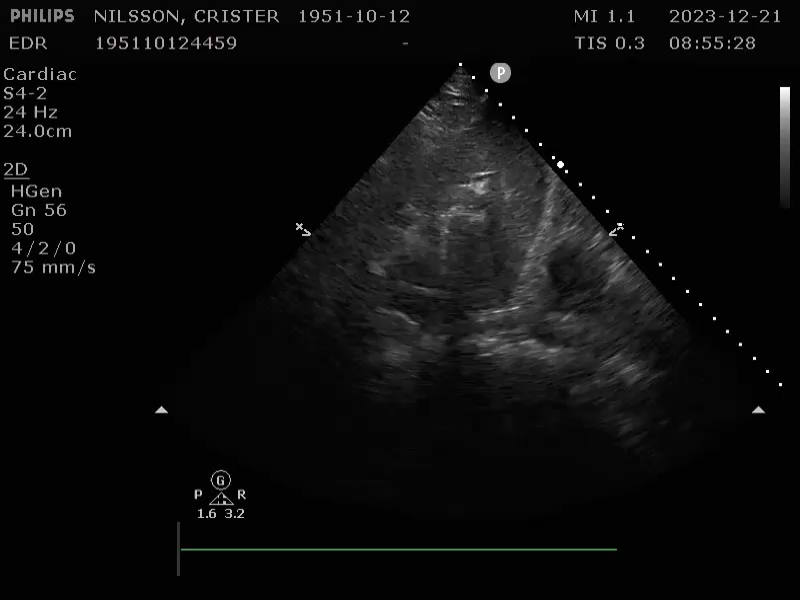 PHILIPS NILSSON, CRISTER 1951-10-12 MI 1.1 2023-12-21
EDR 195110124459 - TIS 0.3 08:55:28
Cardiac
S4-2
24 Hz
24.0cm
2D
HGen
Gn 56
50
4/2/0
75 mm/s
P
G
P R
1.6 3.2